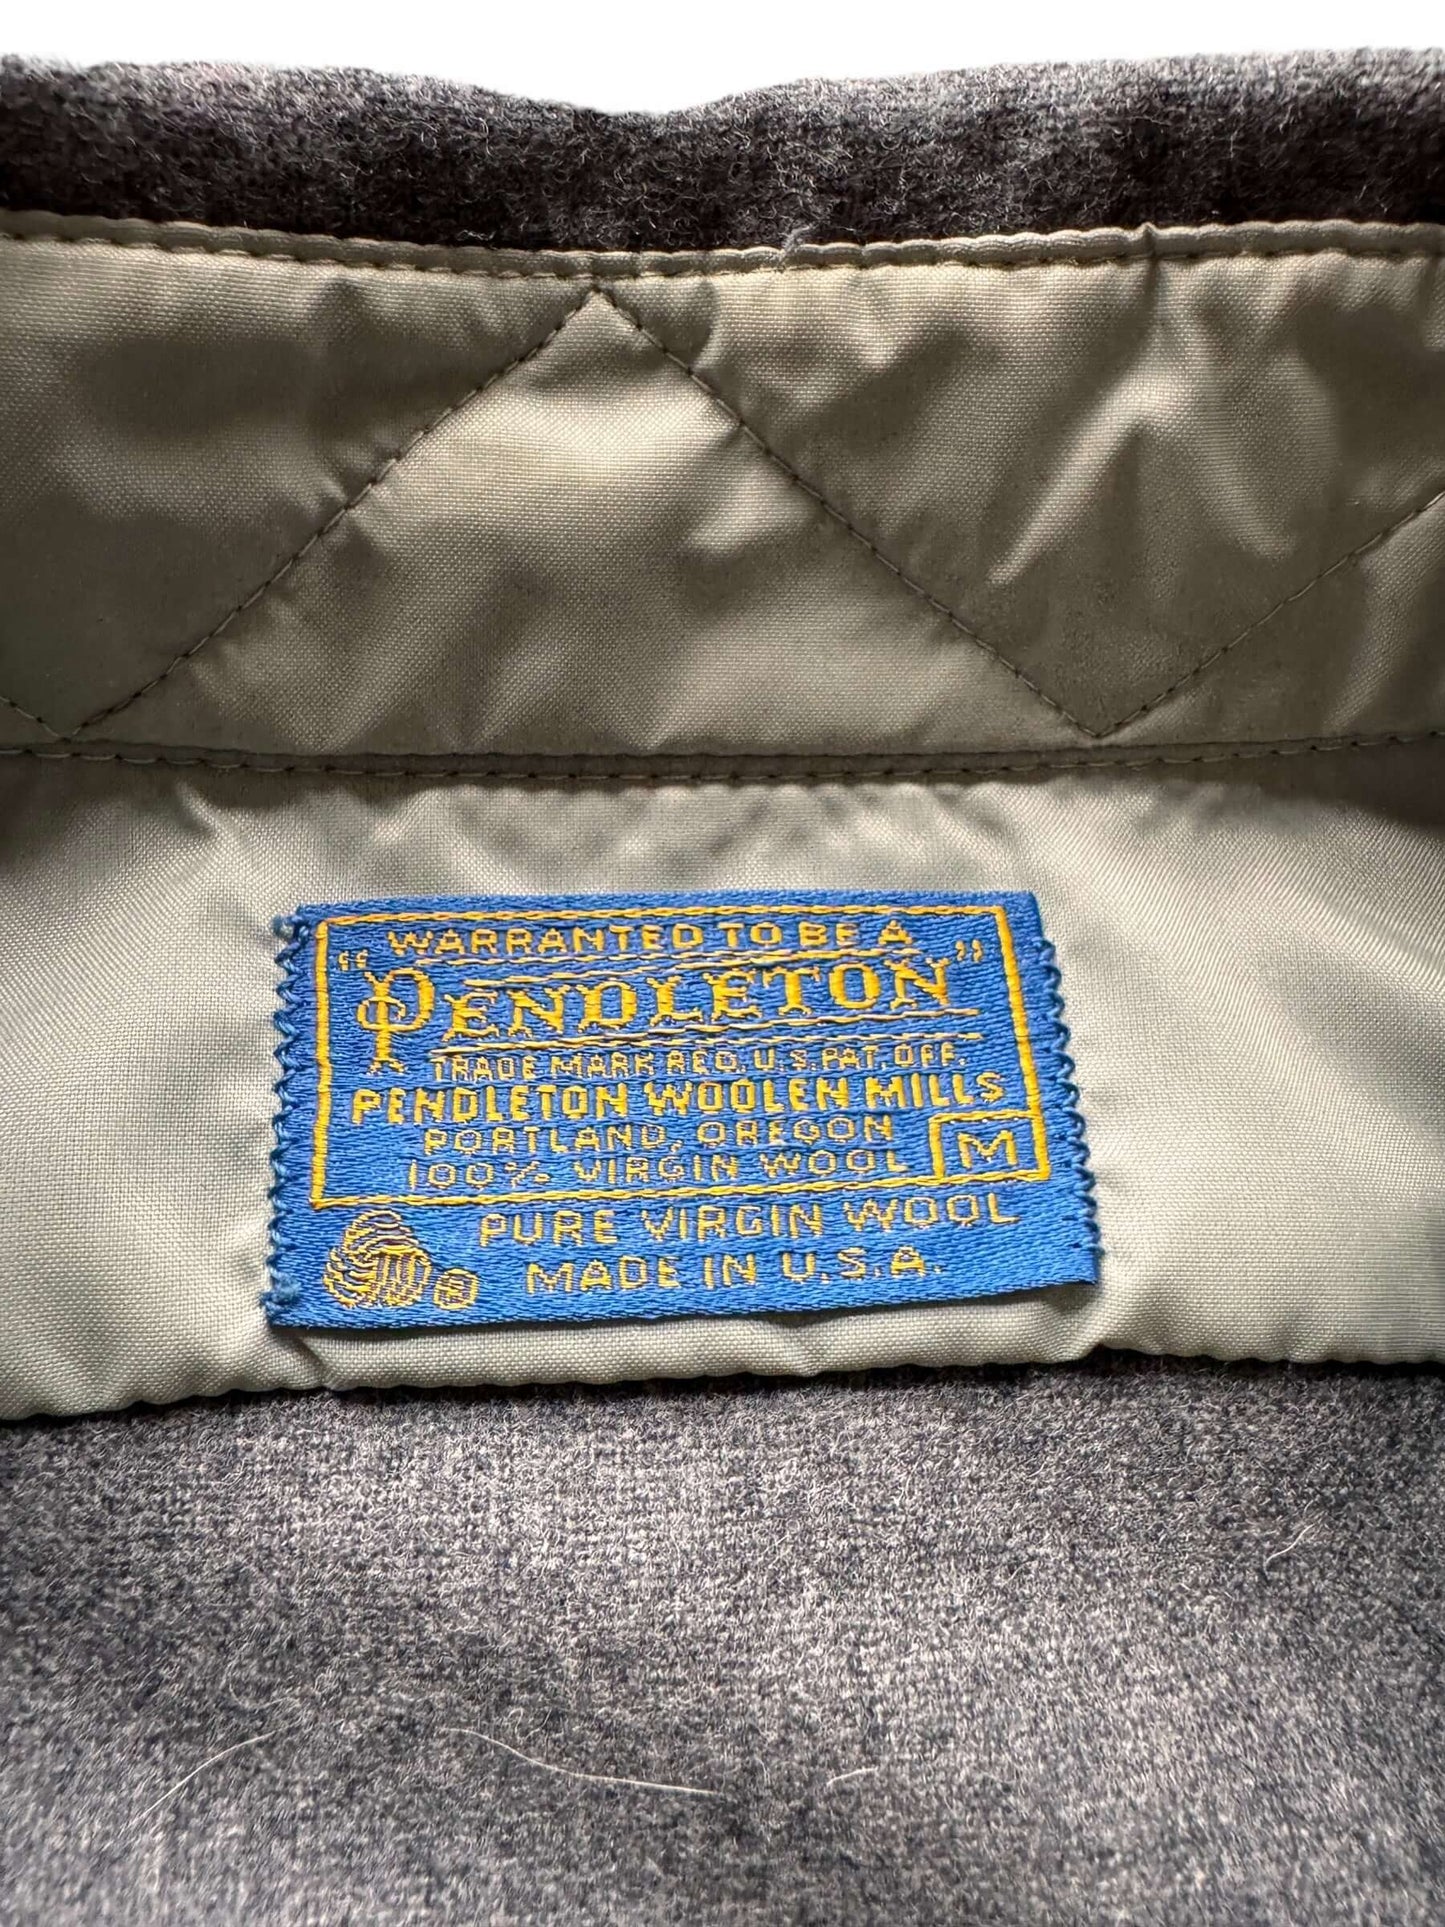 WARRANTED TO BE A
"PENDLETON"
TRADE MARK REG. U.S. PAT. OFF.
PENDLETON WOOLEN MILLS
PORTLAND, OREGON
100% VIRGIN WOOL M
PURE VIRGIN WOOL
® MADE IN U.S.A.